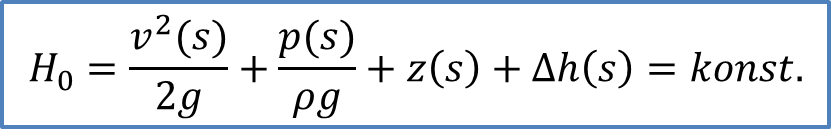 H₀ = v²(s)/2g + p(s)/ρg + z(s) + Δh(s) = konst.